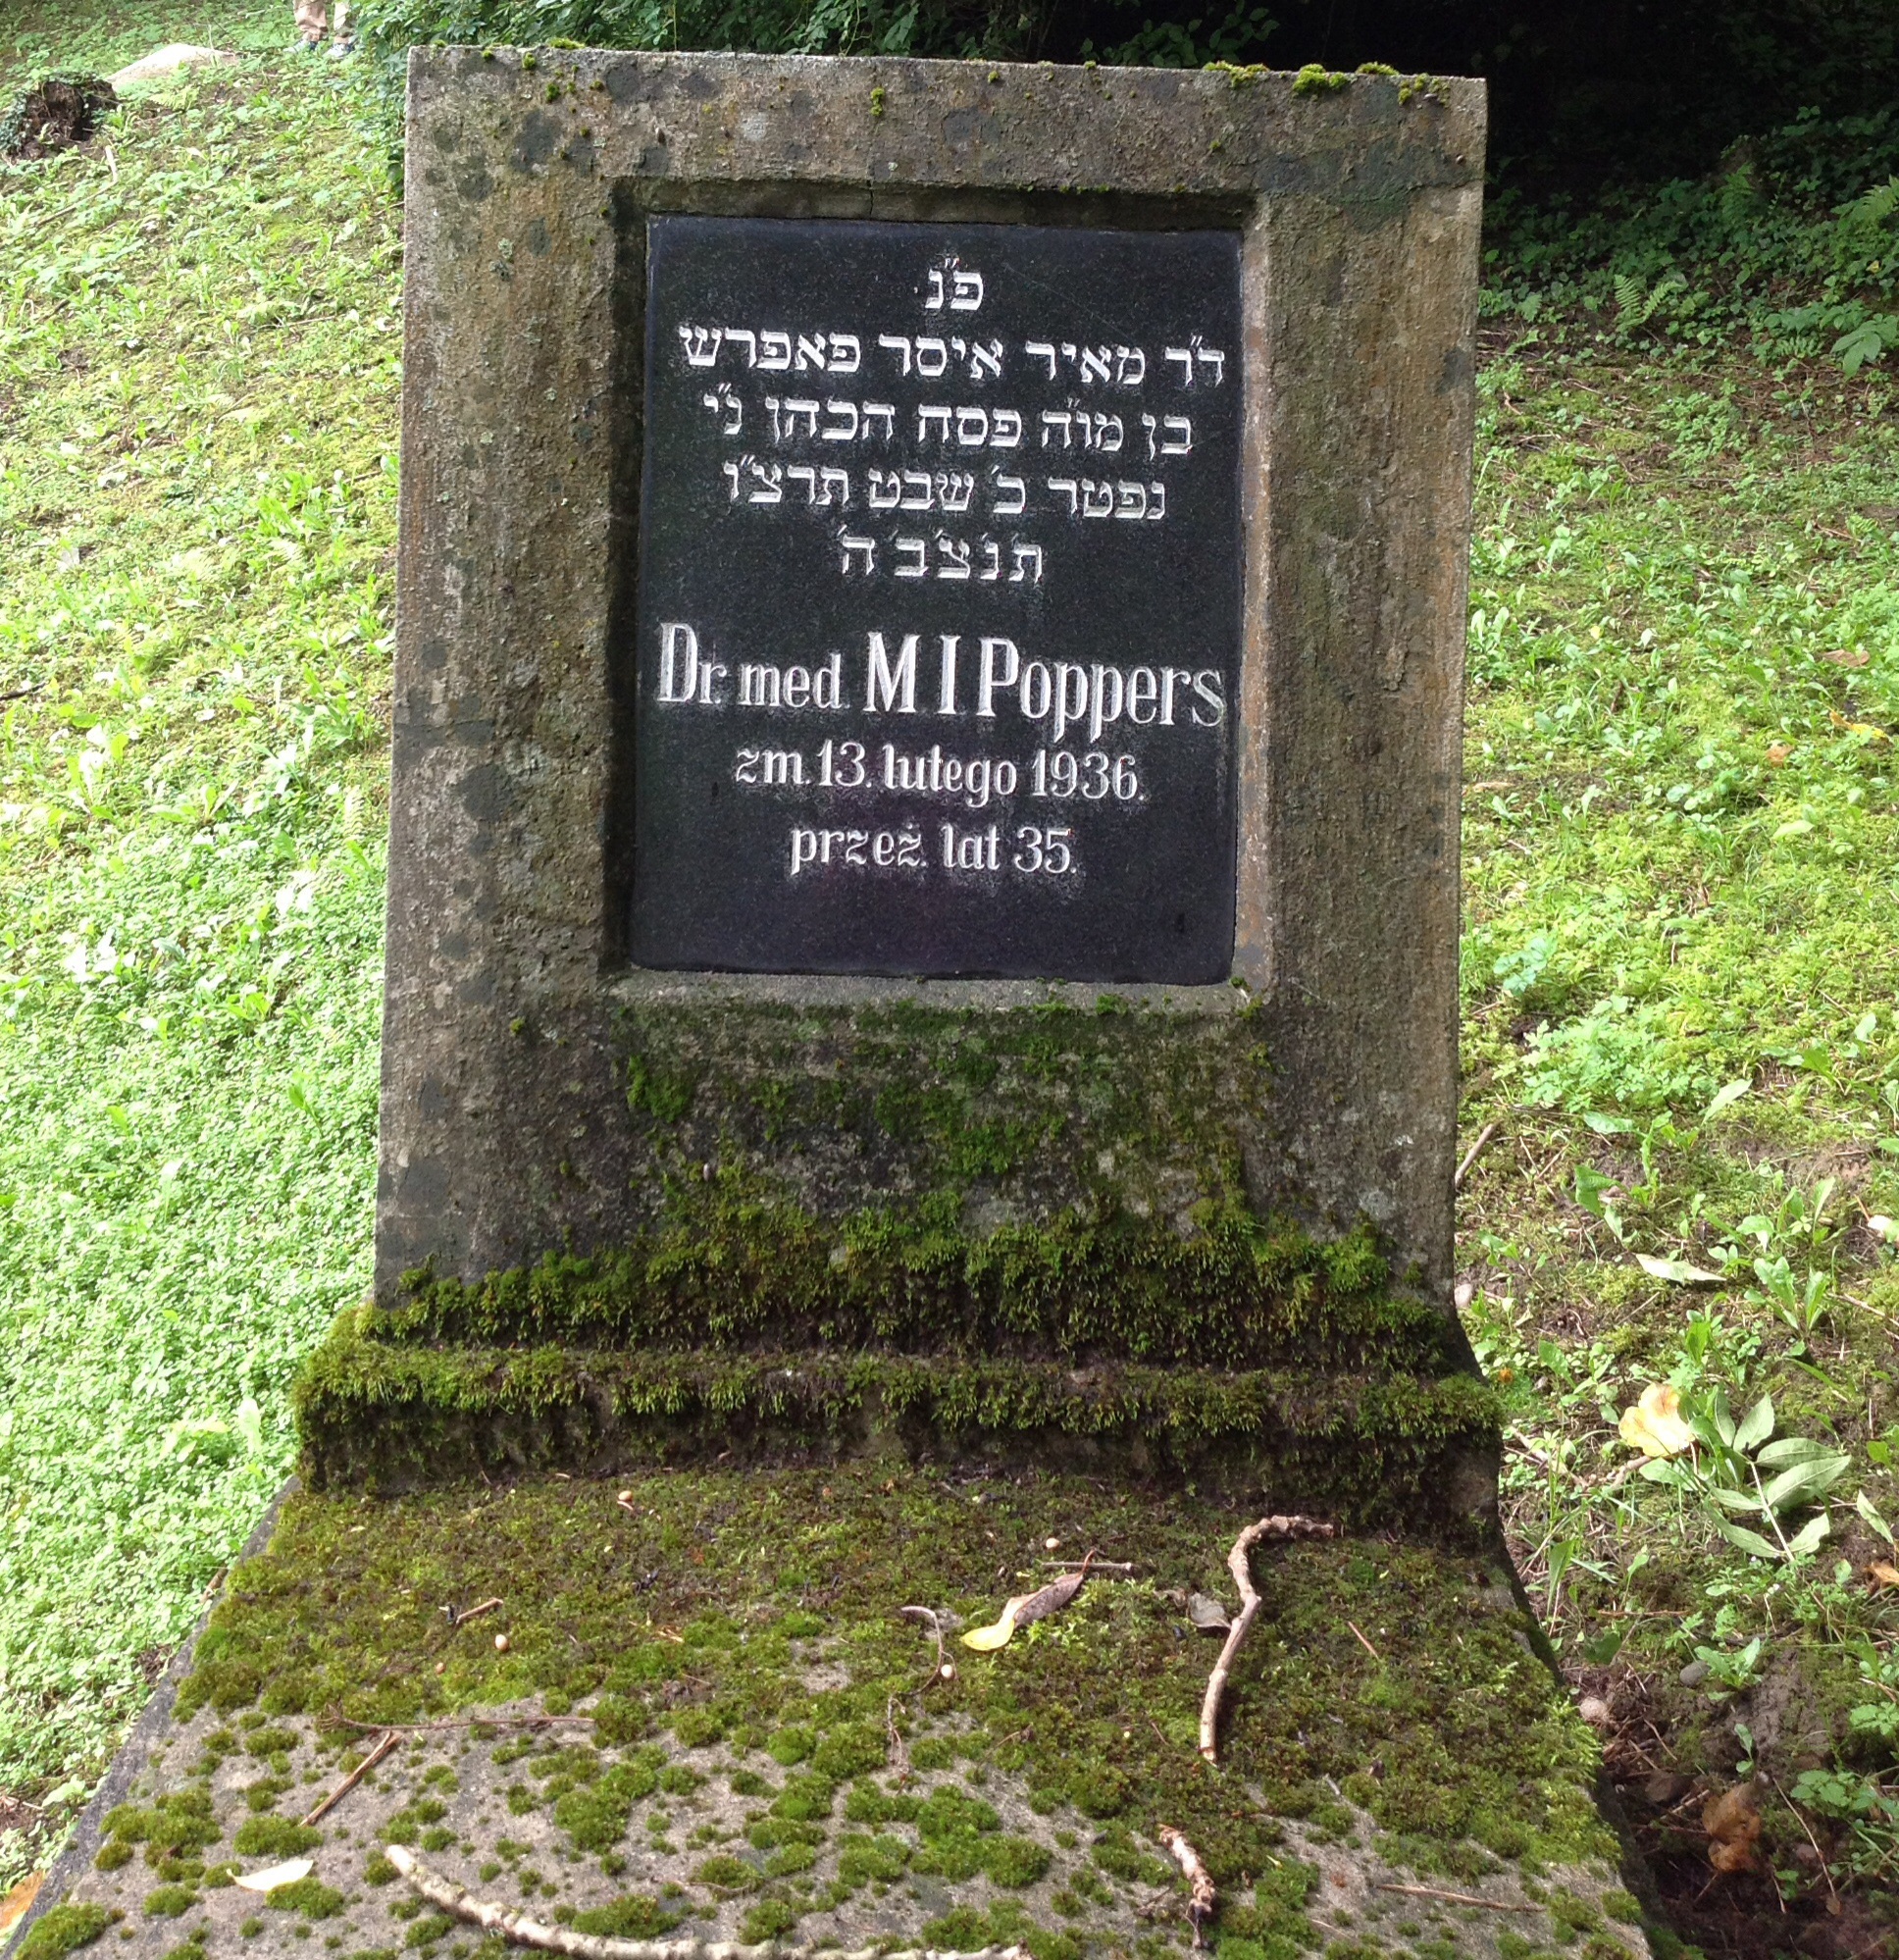 פ"נ
ד"ר מאיר איסר פאפרש
בן מו"ה פסח הכהן נ"י
נפטר כ' שבט תרצ"ו
ת'נ'צ'ב'ה'
Dr. med M I Poppers
zm. 13. lutego 1936.
przeż. lat 35.